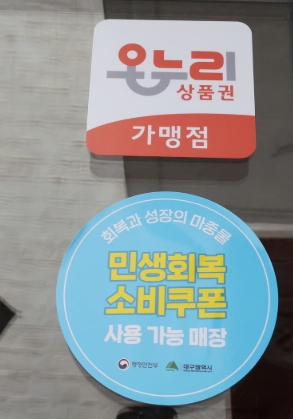 온누리
상품권
가맹점
회복과 성장의 마중물
민생회복
소비쿠폰
사용 가능 매장
행정안전부 대구광역시